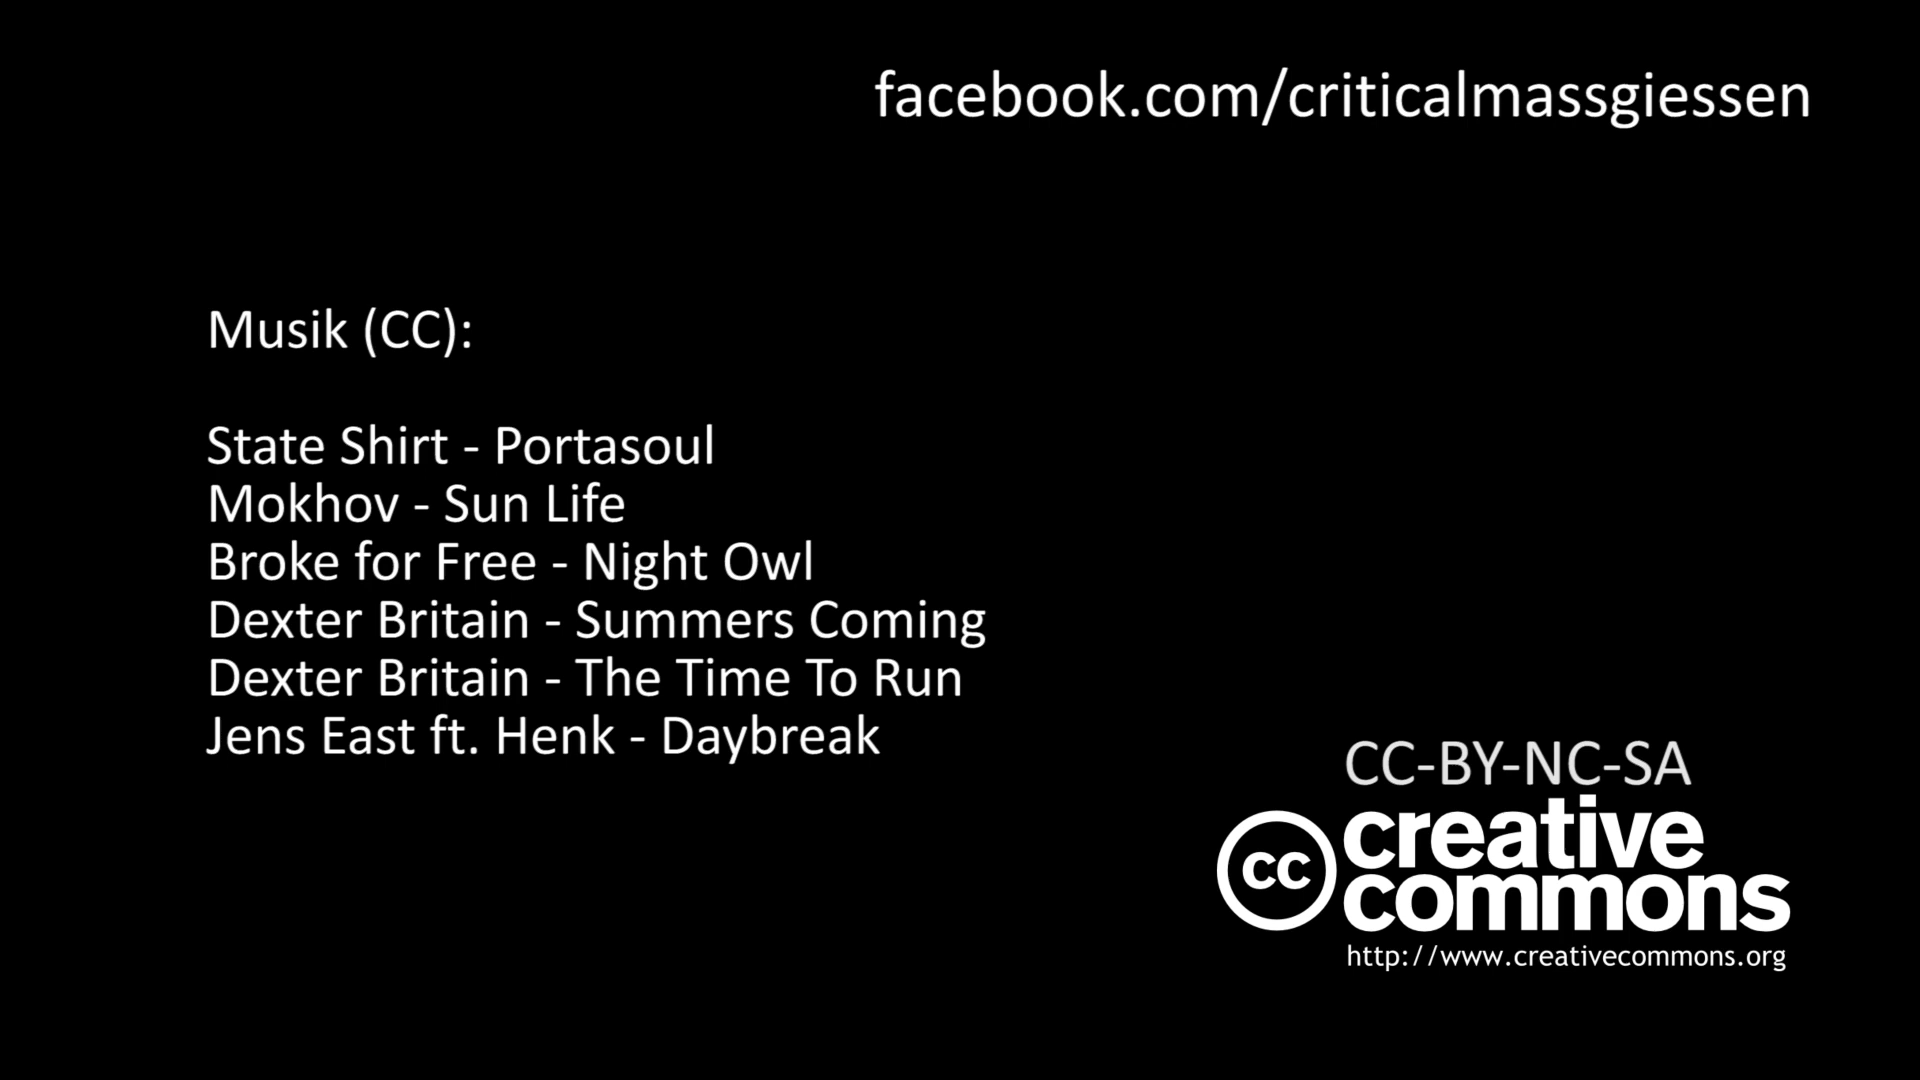 facebook.com/criticalmassgiessen
Musik (CC):
State Shirt - Portasoul
Mokhov - Sun Life
Broke for Free - Night Owl
Dexter Britain - Summers Coming
Dexter Britain - The Time To Run
Jens East ft. Henk - Daybreak
CC-BY-NC-SA
cc creative
commons
http://www.creativecommons.org